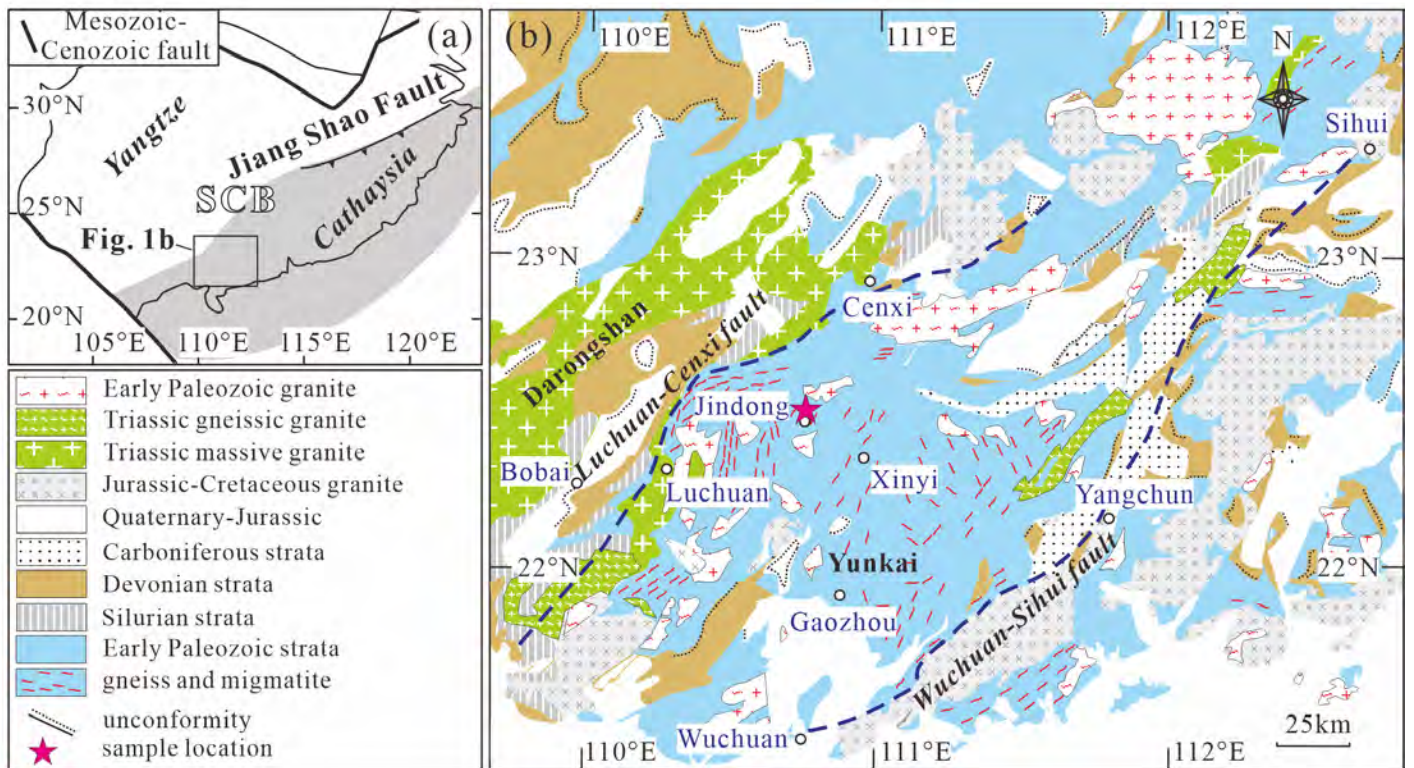 Mesozoic-
Cenozoic fault
(a)
30°N
25°N
20°N
105°E
110°E
115°E
120°E
Yangtze
Jiang Shao Fault
SCB
Cathaysia
Fig. 1b
Early Paleozoic granite
Triassic gneissic granite
Triassic massive granite
Jurassic-Cretaceous granite
Quaternary-Jurassic
Carboniferous strata
Devonian strata
Silurian strata
Early Paleozoic strata
gneiss and migmatite
unconformity
sample location
(b)
110°E
111°E
112°E
N
Sihui
23°N
23°N
Cenxi
Darongshan
Luchuan-Cenxi fault
Jindong
Bobai
Luchuan
Xinyi
Yangchun
22°N
22°N
Yunkai
Gaozhou
Wuchuan-Sihui fault
Wuchuan
25km
110°E
111°E
112°E